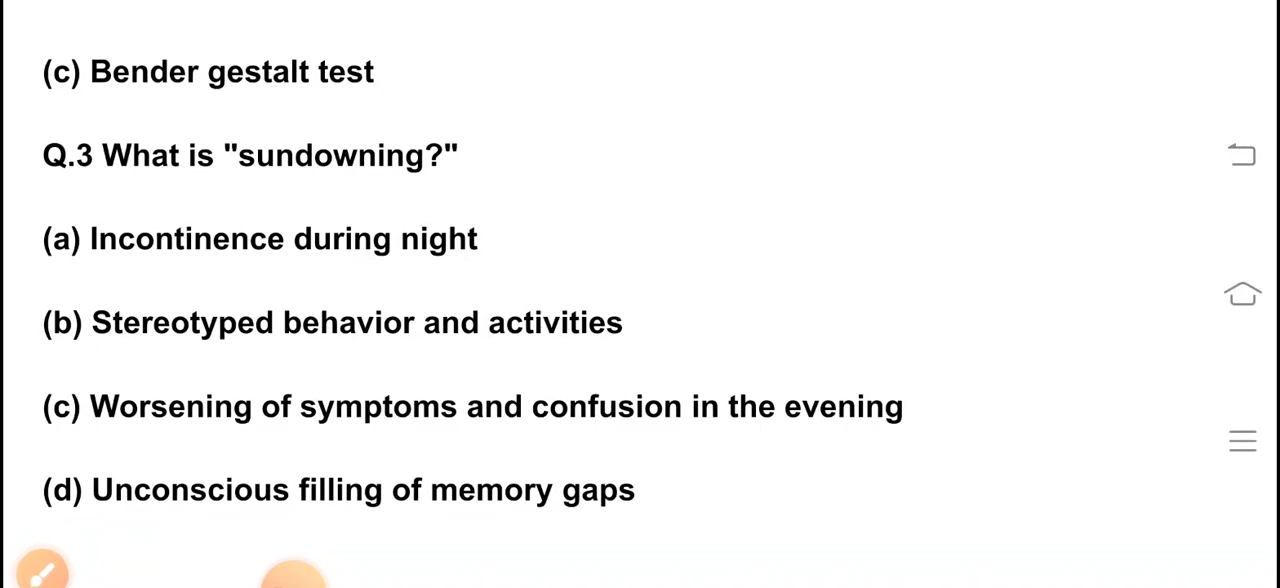 (c) Bender gestalt test
Q.3 What is "sundowning?"
(a) Incontinence during night
(b) Stereotyped behavior and activities
(c) Worsening of symptoms and confusion in the evening
(d) Unconscious filling of memory gaps